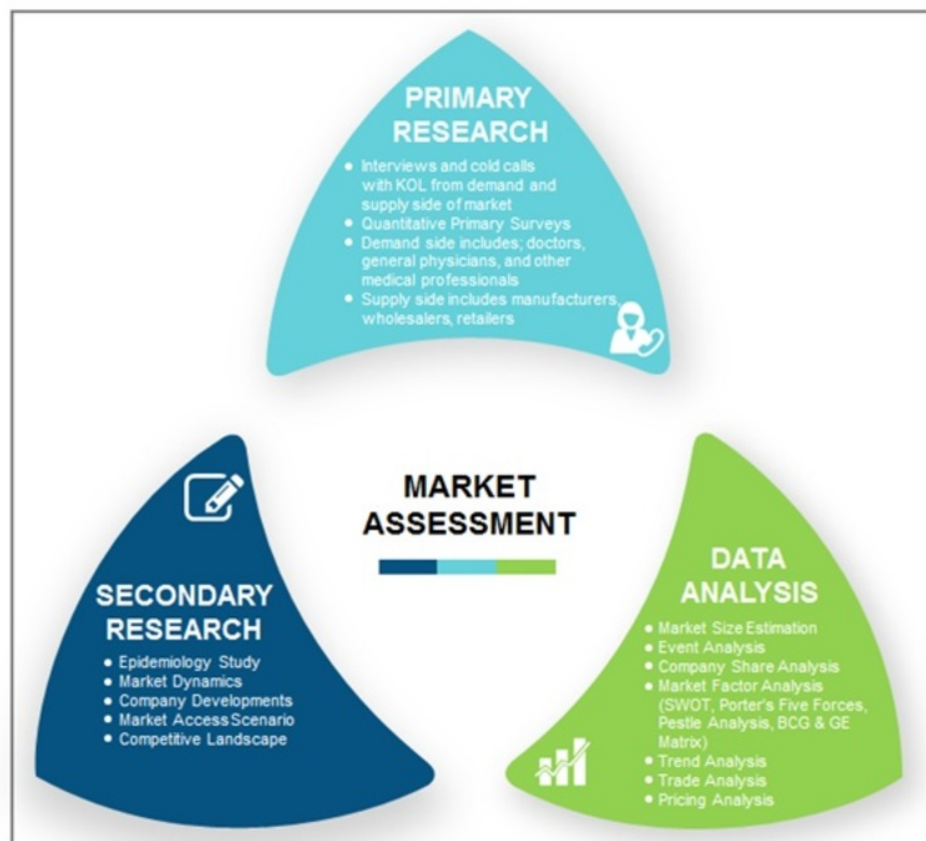 PRIMARY
RESEARCH
• Interviews and cold calls
with KOL from demand and
supply side of market
• Quantitative Primary Surveys
• Demand side includes; doctors,
general physicians, and other
medical professionals
• Supply side includes manufacturers,
wholesalers, retailers
MARKET
ASSESSMENT
SECONDARY
RESEARCH
• Epidemiology Study
• Market Dynamics
• Company Developments
• Market Access Scenario
• Competitive Landscape
DATA
ANALYSIS
• Market Size Estimation
• Event Analysis
• Company Share Analysis
• Market Factor Analysis
(SWOT, Porter's Five Forces,
Pestle Analysis, BCG & GE
Matrix)
• Trend Analysis
• Trade Analysis
• Pricing Analysis